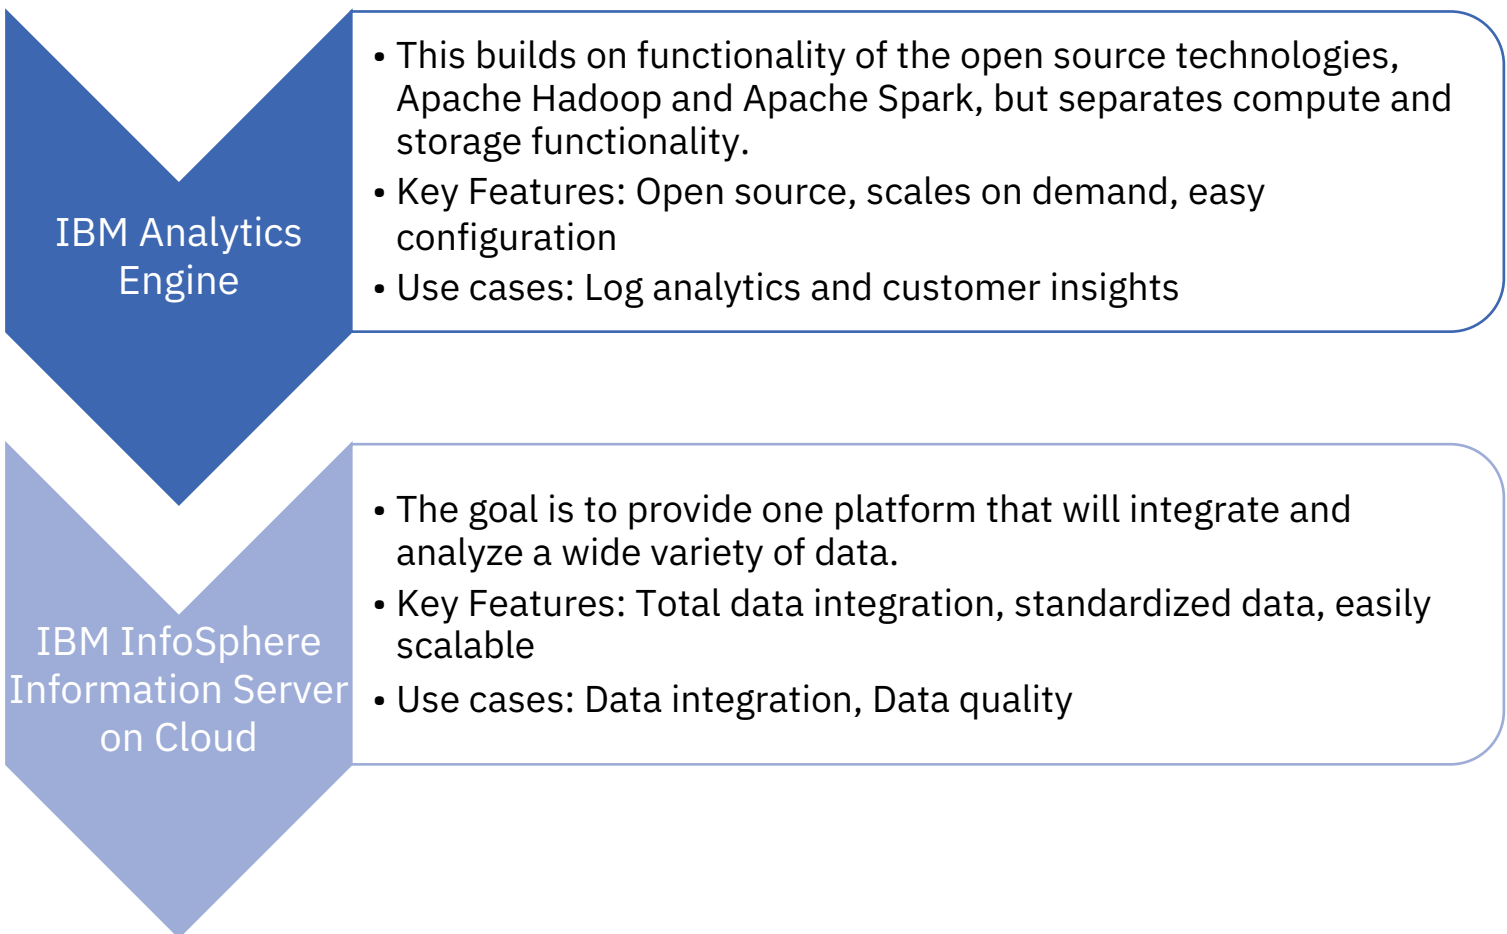 IBM Analytics
Engine
• This builds on functionality of the open source technologies,
Apache Hadoop and Apache Spark, but separates compute and
storage functionality.
• Key Features: Open source, scales on demand, easy
configuration
• Use cases: Log analytics and customer insights
IBM InfoSphere
Information Server
on Cloud
• The goal is to provide one platform that will integrate and
analyze a wide variety of data.
• Key Features: Total data integration, standardized data, easily
scalable
• Use cases: Data integration, Data quality